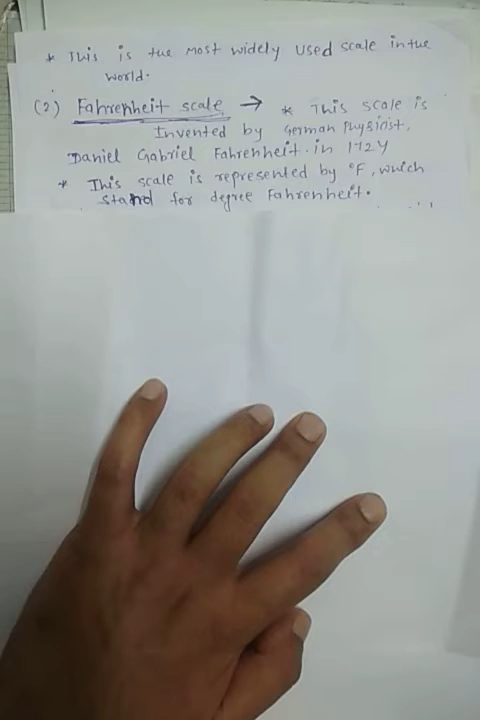 * This is the most widely used scale in the
world.
(2) Fahrenheit scale → * This scale is
Invented by German Physicist,
Daniel Gabriel Fahrenheit. in 1724
* This scale is represented by °F, which
stand for degree Fahrenheit.